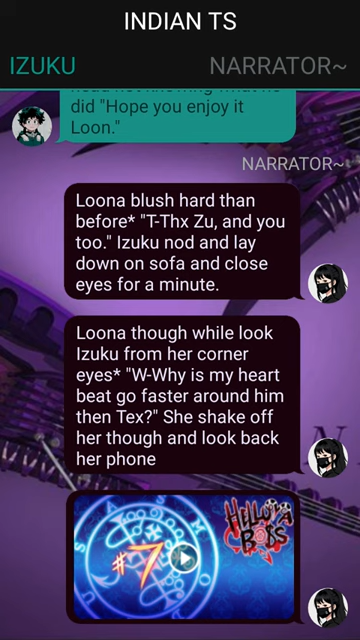 INDIAN TS
IZUKU
NARRATOR~
did "Hope you enjoy it
Loon."
NARRATOR~
Loona blush hard than
before* "T-Thx Zu, and you
too." Izuku nod and lay
down on sofa and close
eyes for a minute.
Loona though while look
Izuku from her corner
eyes* "W-Why is my heart
beat go faster around him
then Tex?" She shake off
her though and look back
her phone
HELLUVA
BOSS
#7